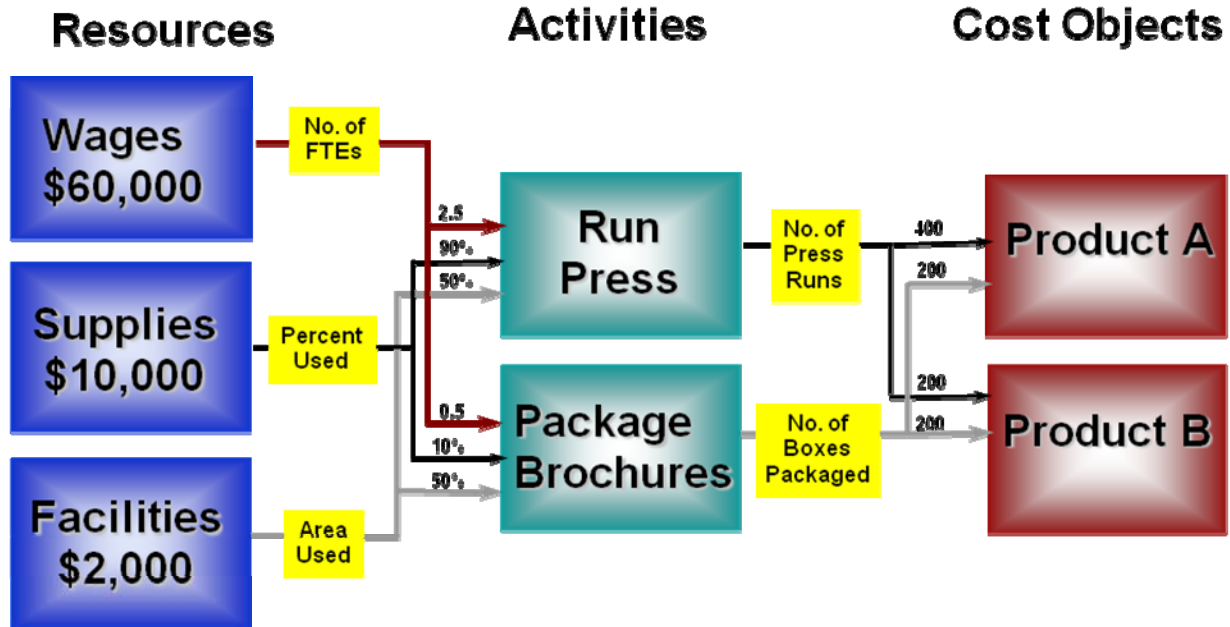 Resources
Activities
Cost Objects
Wages
$60,000
No. of
FTEs
Supplies
$10,000
Percent
Used
Facilities
$2,000
Area
Used
2.5
90%
50%
Run
Press
0.5
10%
50%
Package
Brochures
No. of
Press
Runs
No. of
Boxes
Packaged
400
200
Product A
200
200
Product B